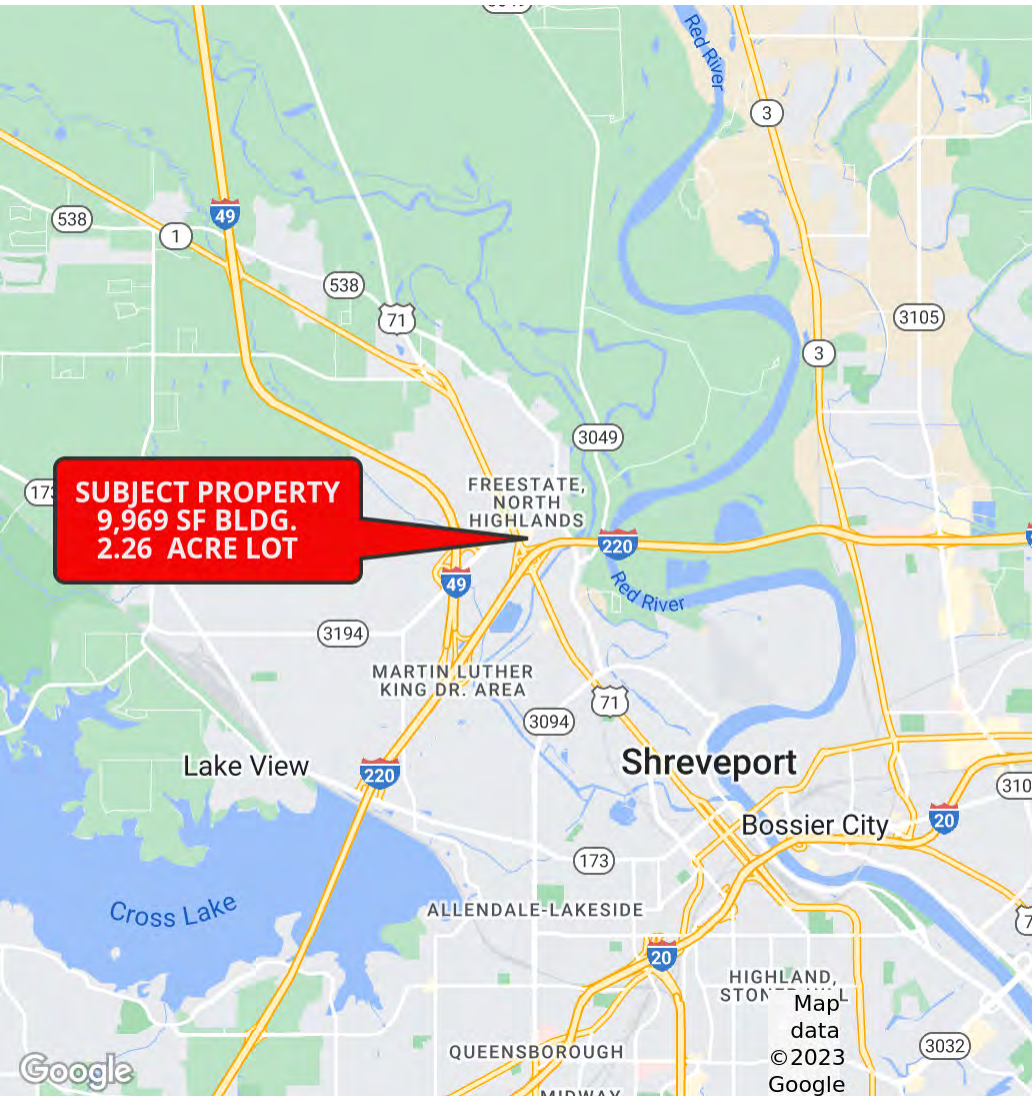 Red River
3
538
49
1
538
71
3105
3
3049
SUBJECT PROPERTY
9,969 SF BLDG.
2.26 ACRE LOT
FREESTATE,
NORTH
HIGHLANDS
220
49
Red River
3194
MARTIN LUTHER
KING DR. AREA
71
3094
Lake View
220
Shreveport
Bossier City
20
173
Cross Lake
ALLENDALE-LAKESIDE
20
HIGHLAND,
Map
data
©2023
Google
3032
QUEENSBOROUGH
MIDWAY
Google